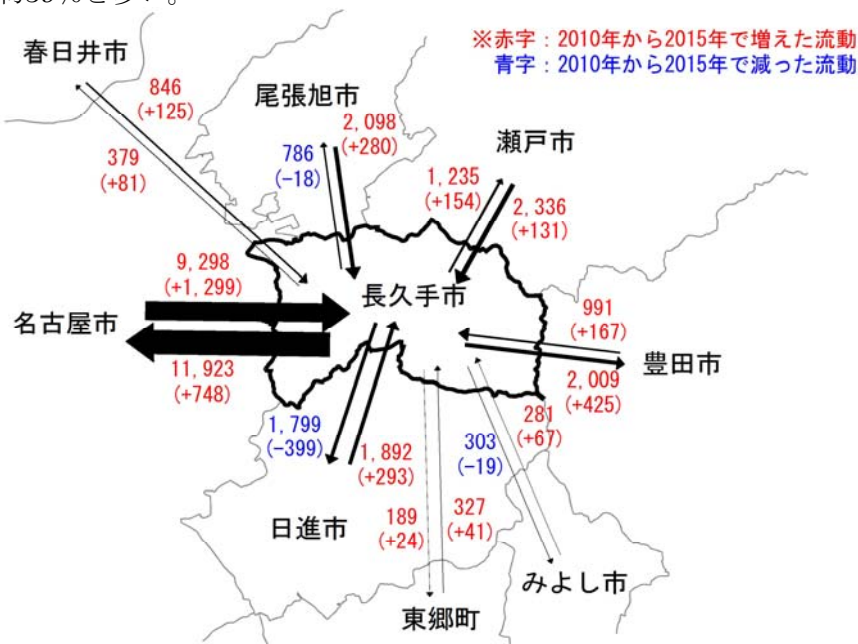 39%と多い。
※赤字：2010年から2015年で増えた流動
青字：2010年から2015年で減った流動
春日井市
846
(+125)
379
(+81)
尾張旭市
2,098
(+280)
786
(-18)
瀬戸市
1,235
(+154)
2,336
(+131)
9,298
(+1,299)
名古屋市
長久手市
11,923
(+748)
991
(+167)
豊田市
2,009
(+425)
1,799
(-399)
1,892
(+293)
281
(+67)
303
(-19)
日進市
189
(+24)
327
(+41)
みよし市
東郷町